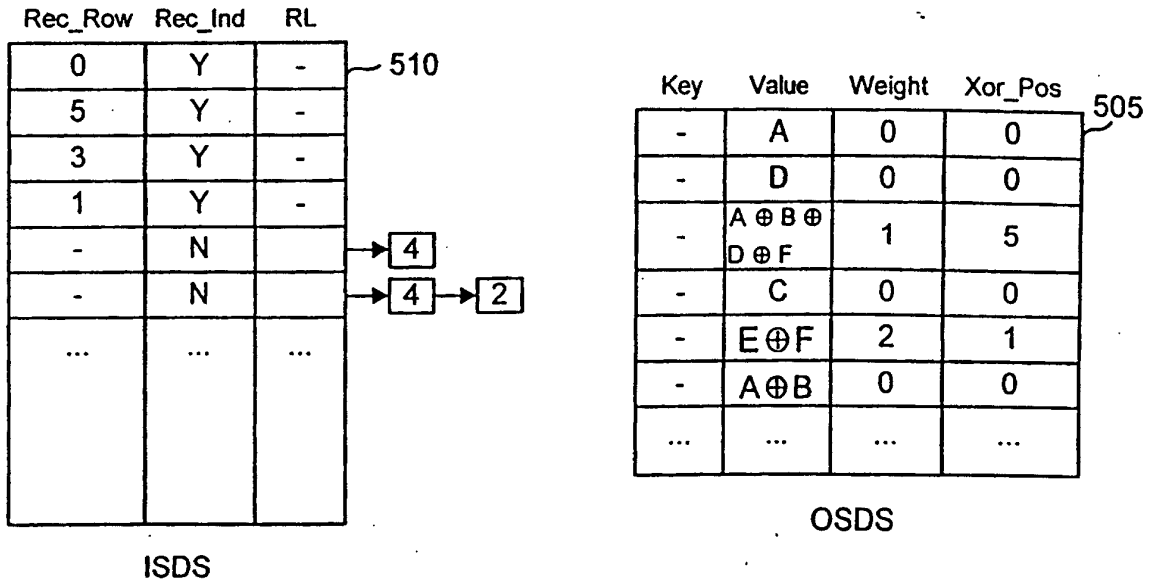 Rec_Row Rec_Ind RL
0 Y - 510
5 Y -
3 Y -
1 Y -
- N 4
- N 4 2
... ... ...
ISDS
Key Value Weight Xor_Pos
505
- A 0 0
- D 0 0
- A ⊕ B ⊕ 1 5
D ⊕ F
- C 0 0
- E⊕F 2 1
- A⊕B 0 0
... ... ... ...
OSDS